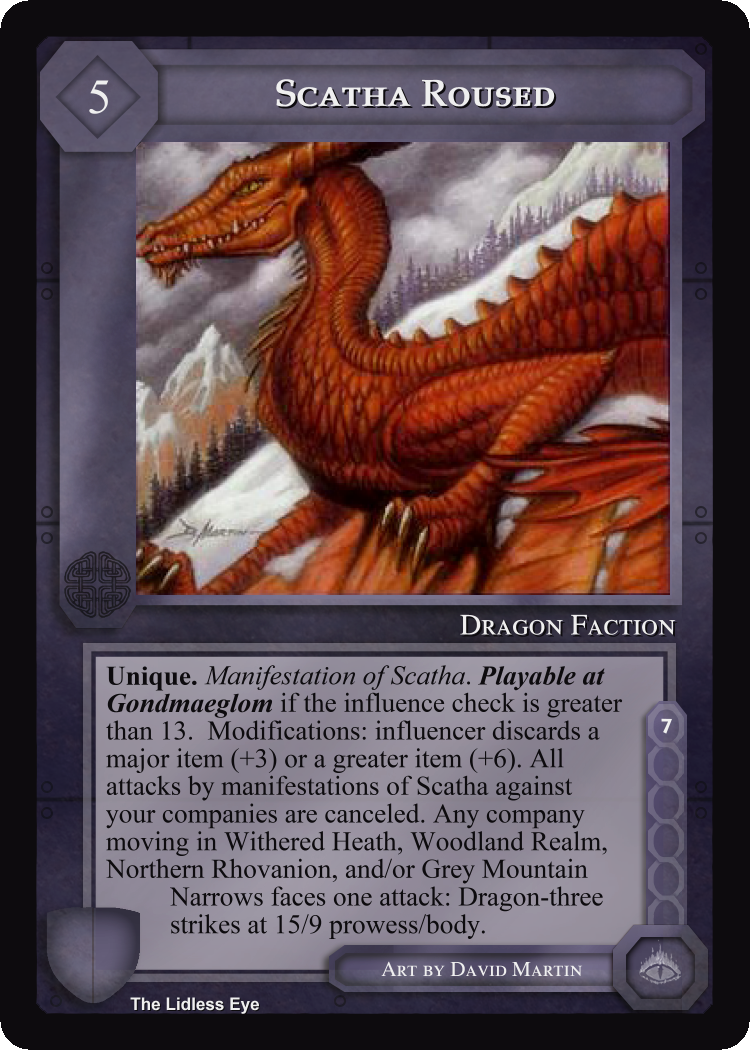 5
Scatha Roused
D. Martin
Dragon Faction
Unique. Manifestation of Scatha. Playable at
Gondmaeglom if the influence check is greater
than 13. Modifications: influencer discards a
major item (+3) or a greater item (+6). All
attacks by manifestations of Scatha against
your companies are canceled. Any company
moving in Withered Heath, Woodland Realm,
Northern Rhovanion, and/or Grey Mountain
Narrows faces one attack: Dragon-three
strikes at 15/9 prowess/body.
7
Art by David Martin
The Lidless Eye